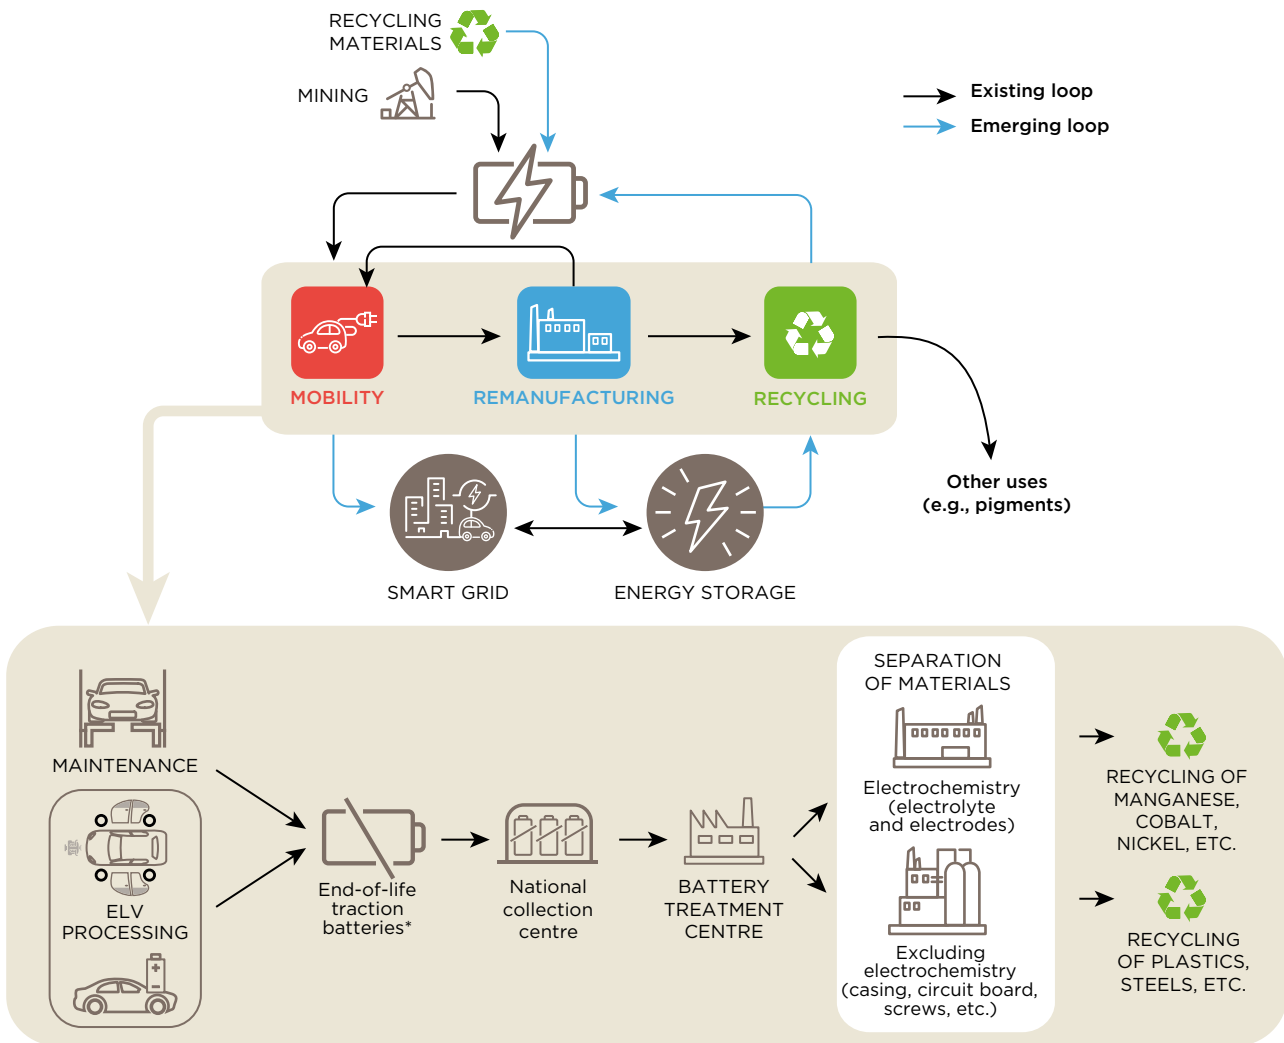 RECYCLING
MATERIALS
MINING
Existing loop
Emerging loop
MOBILITY
REMANUFACTURING
RECYCLING
Other uses
(e.g., pigments)
SMART GRID
ENERGY STORAGE
MAINTENANCE
ELV
PROCESSING
End-of-life
traction
batteries*
National
collection
centre
BATTERY
TREATMENT
CENTRE
SEPARATION
OF MATERIALS
Electrochemistry
(electrolyte
and electrodes)
Excluding
electrochemistry
(casing, circuit board,
screws, etc.)
RECYCLING OF
MANGANESE,
COBALT,
NICKEL, ETC.
RECYCLING
OF PLASTICS,
STEELS, ETC.